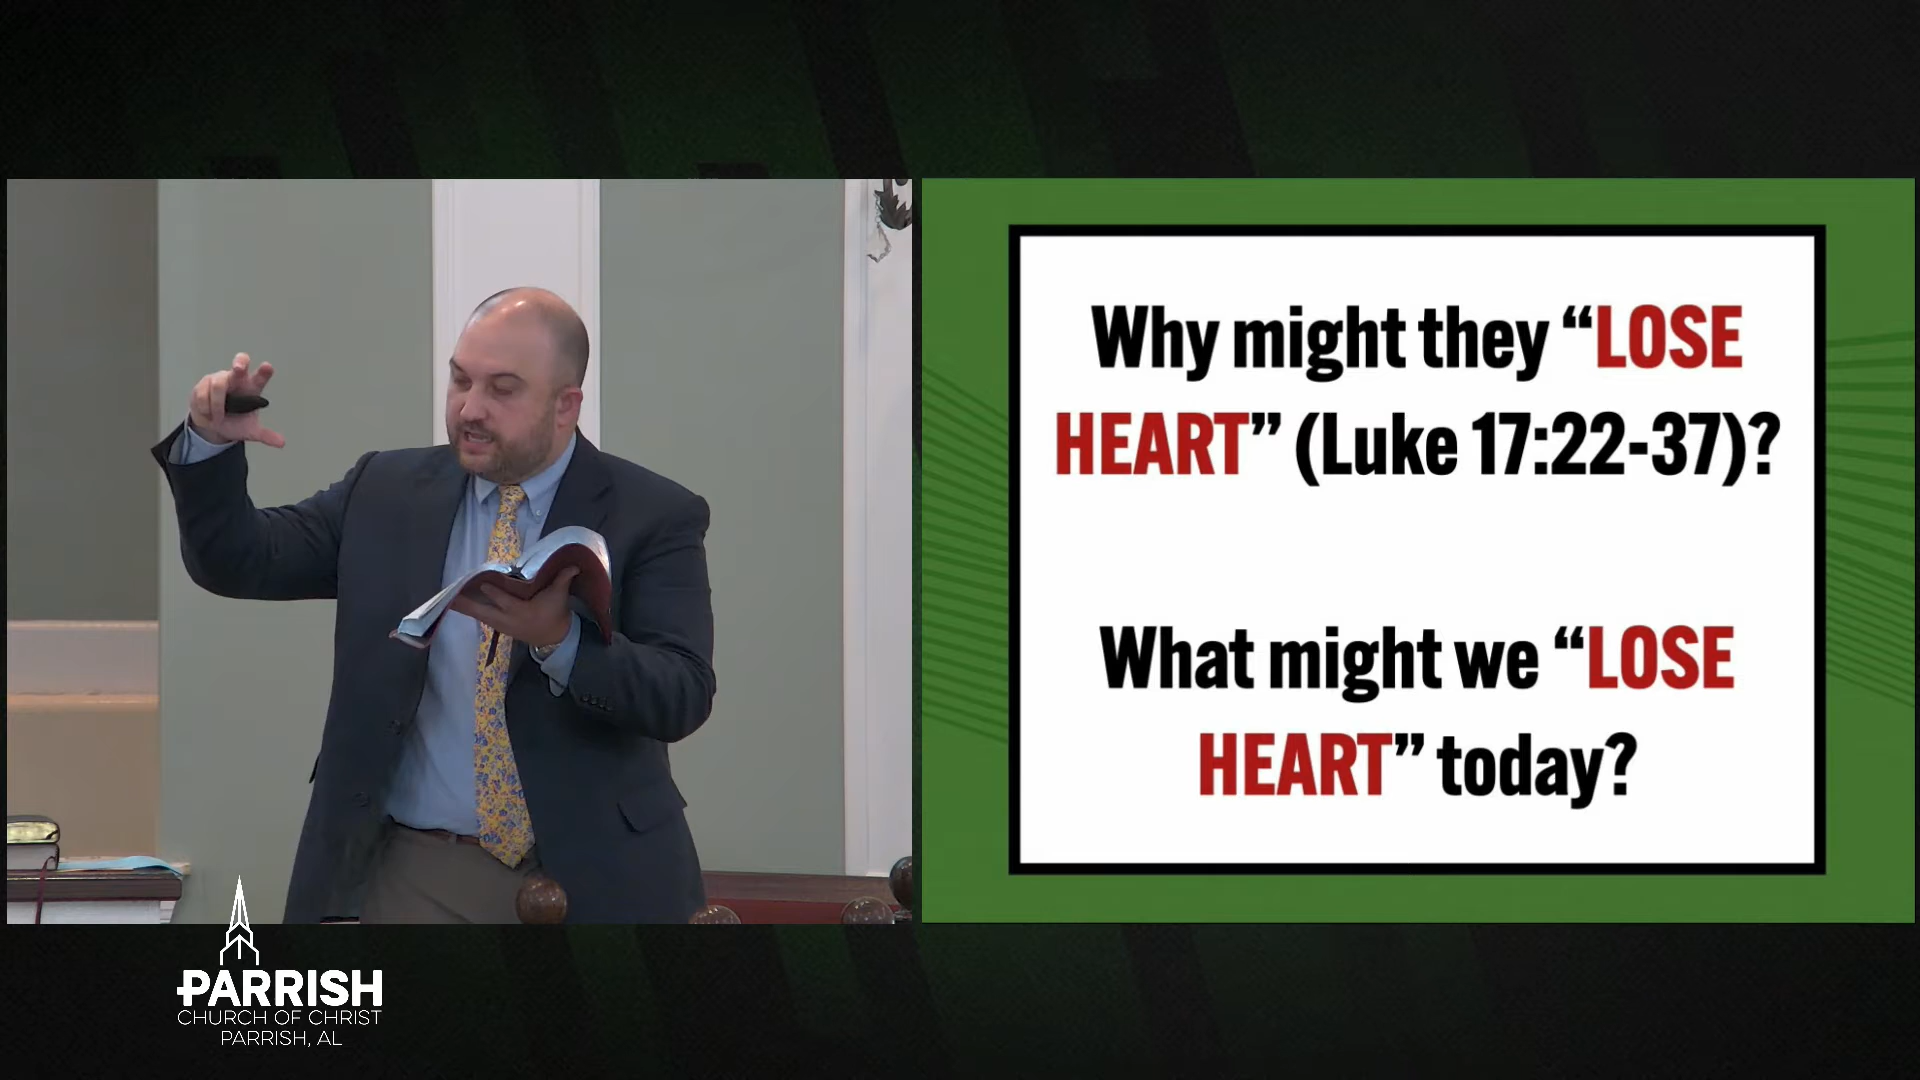 Why might they “LOSE
HEART” (Luke 17:22-37)?
What might we “LOSE
HEART” today?
PARRISH
CHURCH OF CHRIST
PARRISH, AL